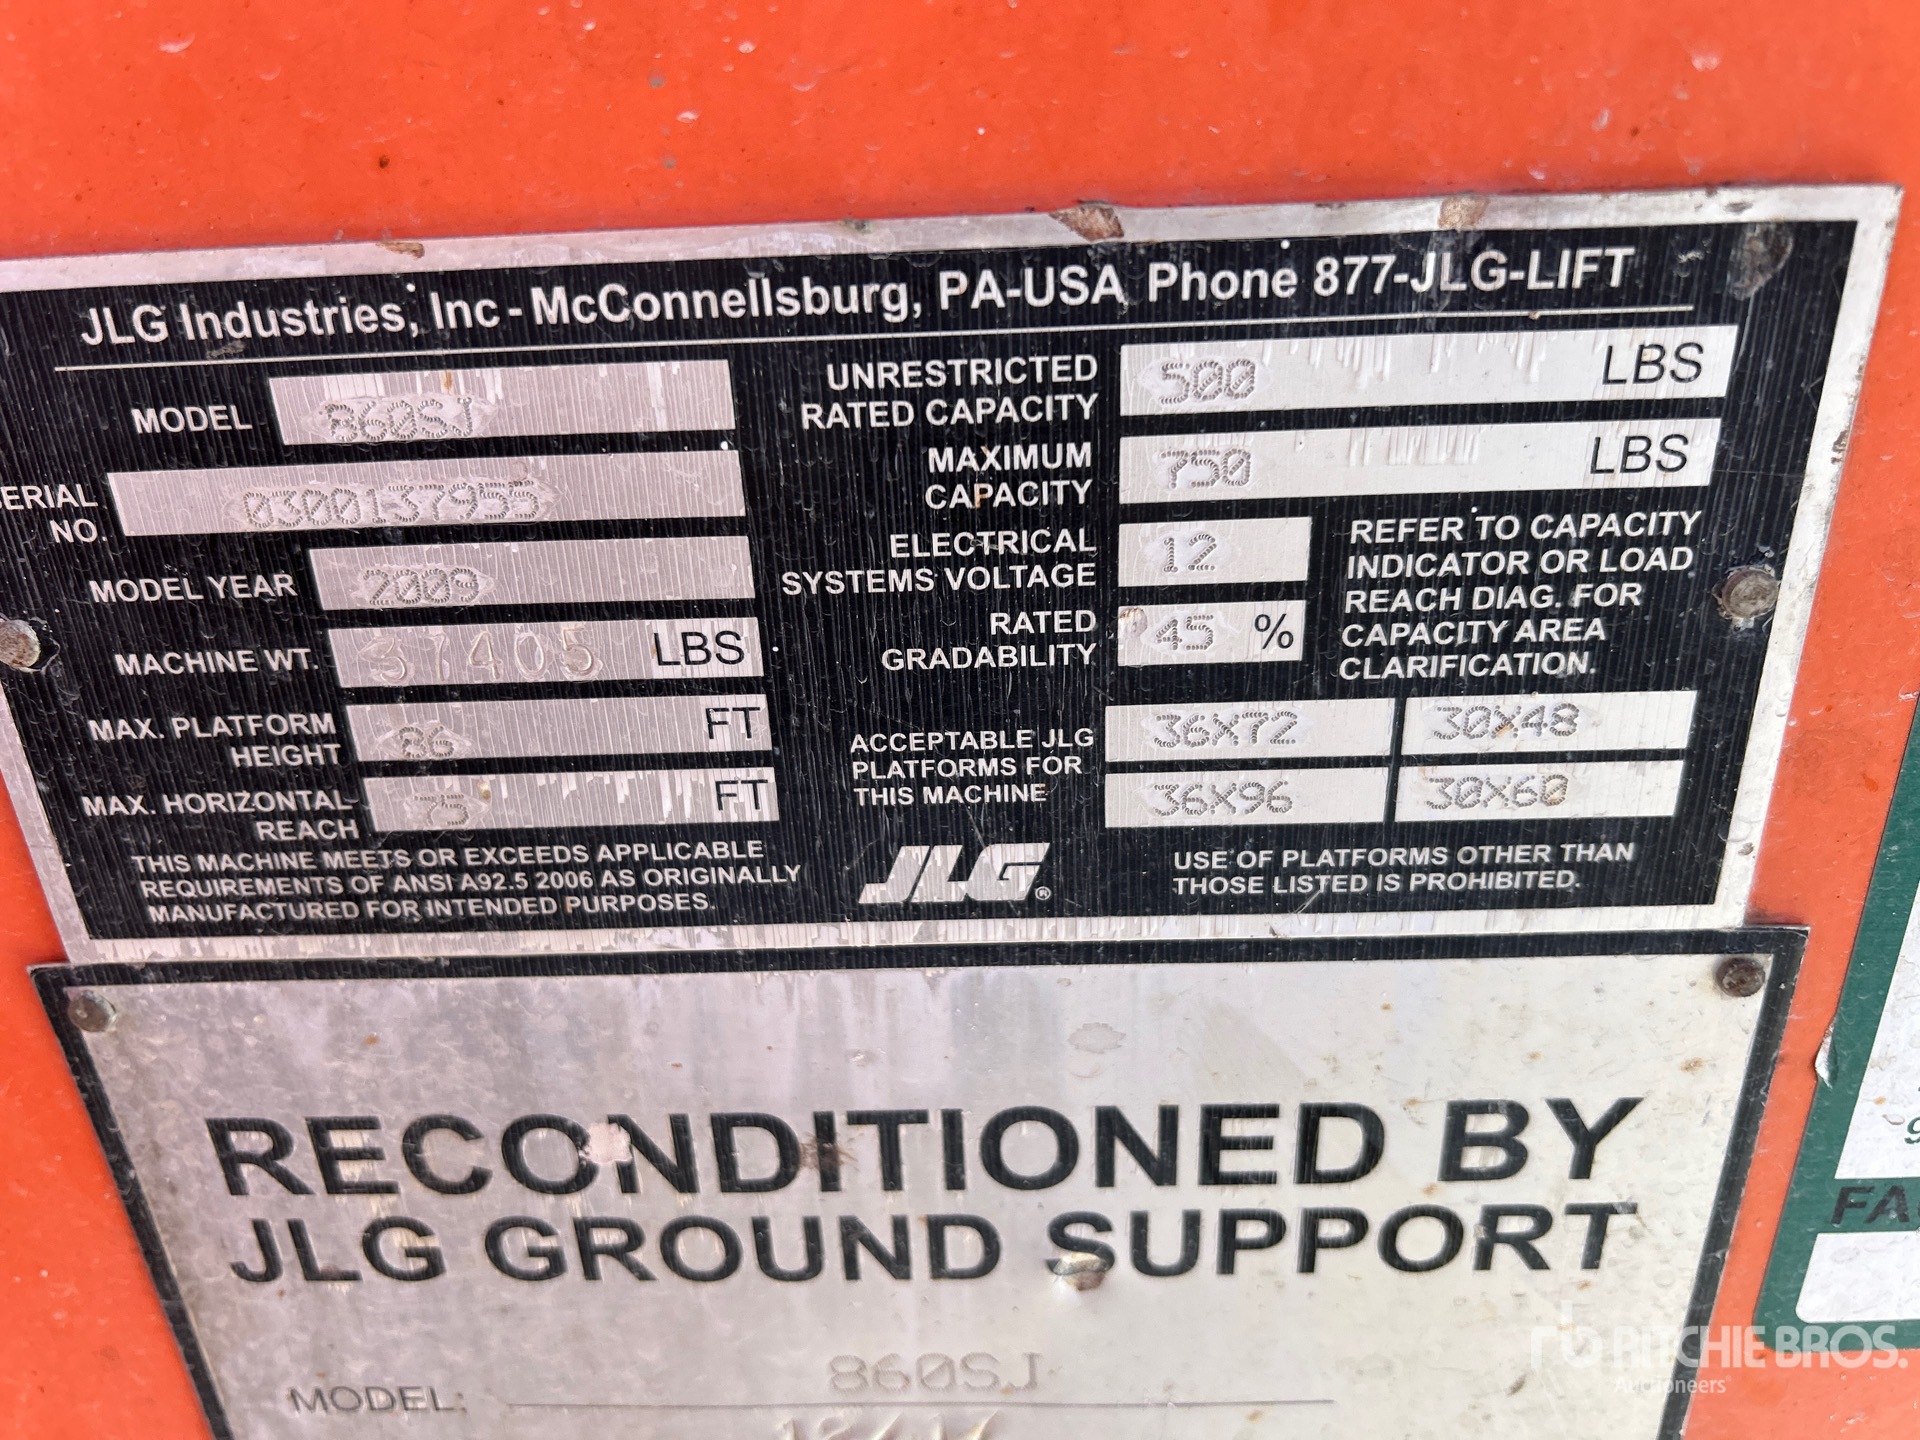 JLG Industries, Inc - McConnellsburg, PA-USA Phone 877-JLG-LIFT
MODEL 860SJ
SERIAL NO. 0300137955
MODEL YEAR 2009
MACHINE WT. 37405 LBS
MAX. PLATFORM HEIGHT 86 FT
MAX. HORIZONTAL REACH 75 FT
THIS MACHINE MEETS OR EXCEEDS APPLICABLE
REQUIREMENTS OF ANSI A92.5 2006 AS ORIGINALLY
MANUFACTURED FOR INTENDED PURPOSES.
UNRESTRICTED
RATED CAPACITY 500 LBS
MAXIMUM
CAPACITY 750 LBS
ELECTRICAL
SYSTEMS VOLTAGE 12
RATED
GRADABILITY 45 %
REFER TO CAPACITY
INDICATOR OR LOAD
REACH DIAG. FOR
CAPACITY AREA
CLARIFICATION.
ACCEPTABLE JLG
PLATFORMS FOR
THIS MACHINE
36X72 30X48
36X96 30X60
JLG®
USE OF PLATFORMS OTHER THAN
THOSE LISTED IS PROHIBITED.
RECONDITIONED BY
JLG GROUND SUPPORT
MODEL: 860SJ
FA
RITCHIE BROS.
Auctioneers